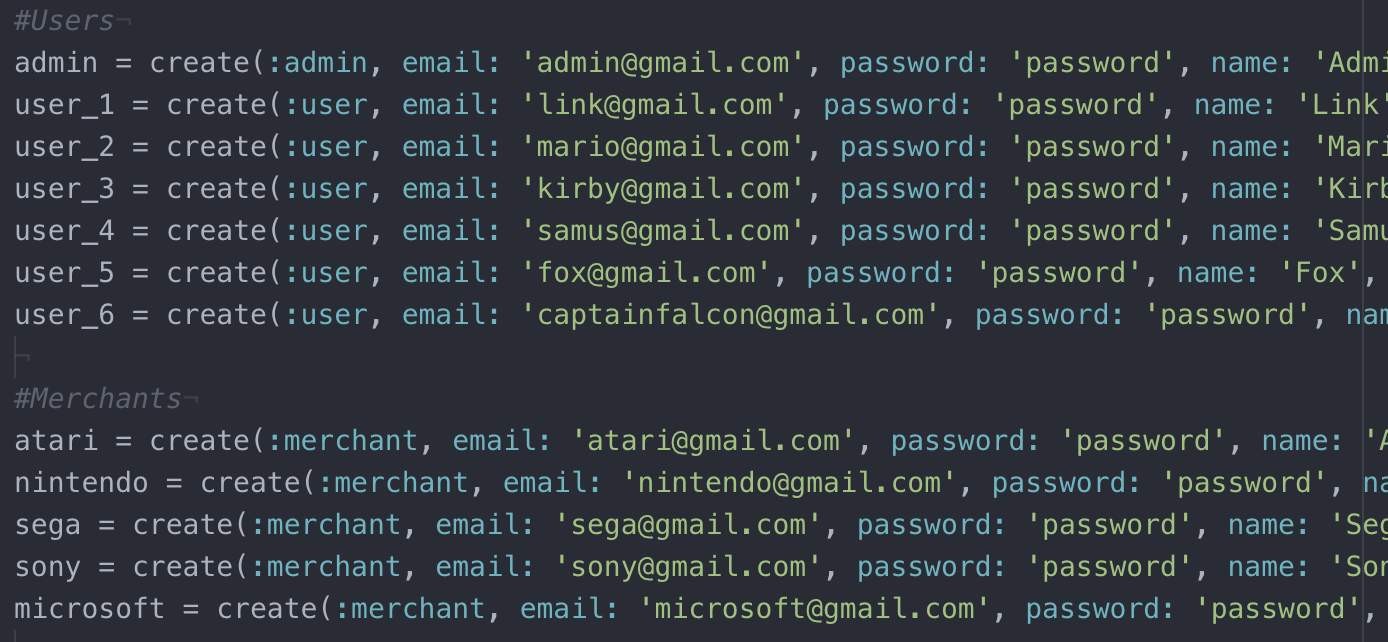 #Users¬
admin = create(:admin, email: 'admin@gmail.com', password: 'password', name: 'Admi
user_1 = create(:user, email: 'link@gmail.com', password: 'password', name: 'Link'
user_2 = create(:user, email: 'mario@gmail.com', password: 'password', name: 'Mari
user_3 = create(:user, email: 'kirby@gmail.com', password: 'password', name: 'Kirb
user_4 = create(:user, email: 'samus@gmail.com', password: 'password', name: 'Samu
user_5 = create(:user, email: 'fox@gmail.com', password: 'password', name: 'Fox',
user_6 = create(:user, email: 'captainfalcon@gmail.com', password: 'password', nam
¬
#Merchants¬
atari = create(:merchant, email: 'atari@gmail.com', password: 'password', name: 'A
nintendo = create(:merchant, email: 'nintendo@gmail.com', password: 'password', na
sega = create(:merchant, email: 'sega@gmail.com', password: 'password', name: 'Seg
sony = create(:merchant, email: 'sony@gmail.com', password: 'password', name: 'Son
microsoft = create(:merchant, email: 'microsoft@gmail.com', password: 'password',